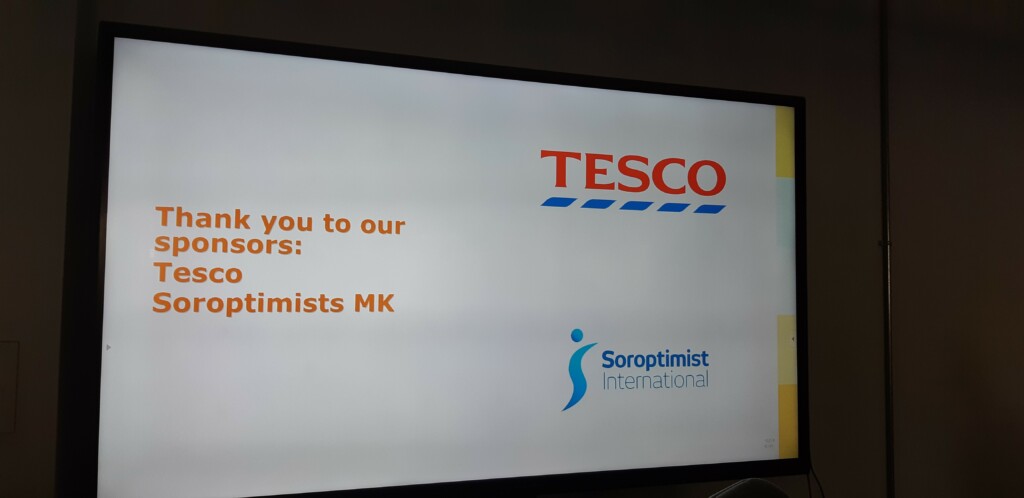 Thank you to our
sponsors:
Tesco
Soroptimists MK
TESCO
Soroptimist
International